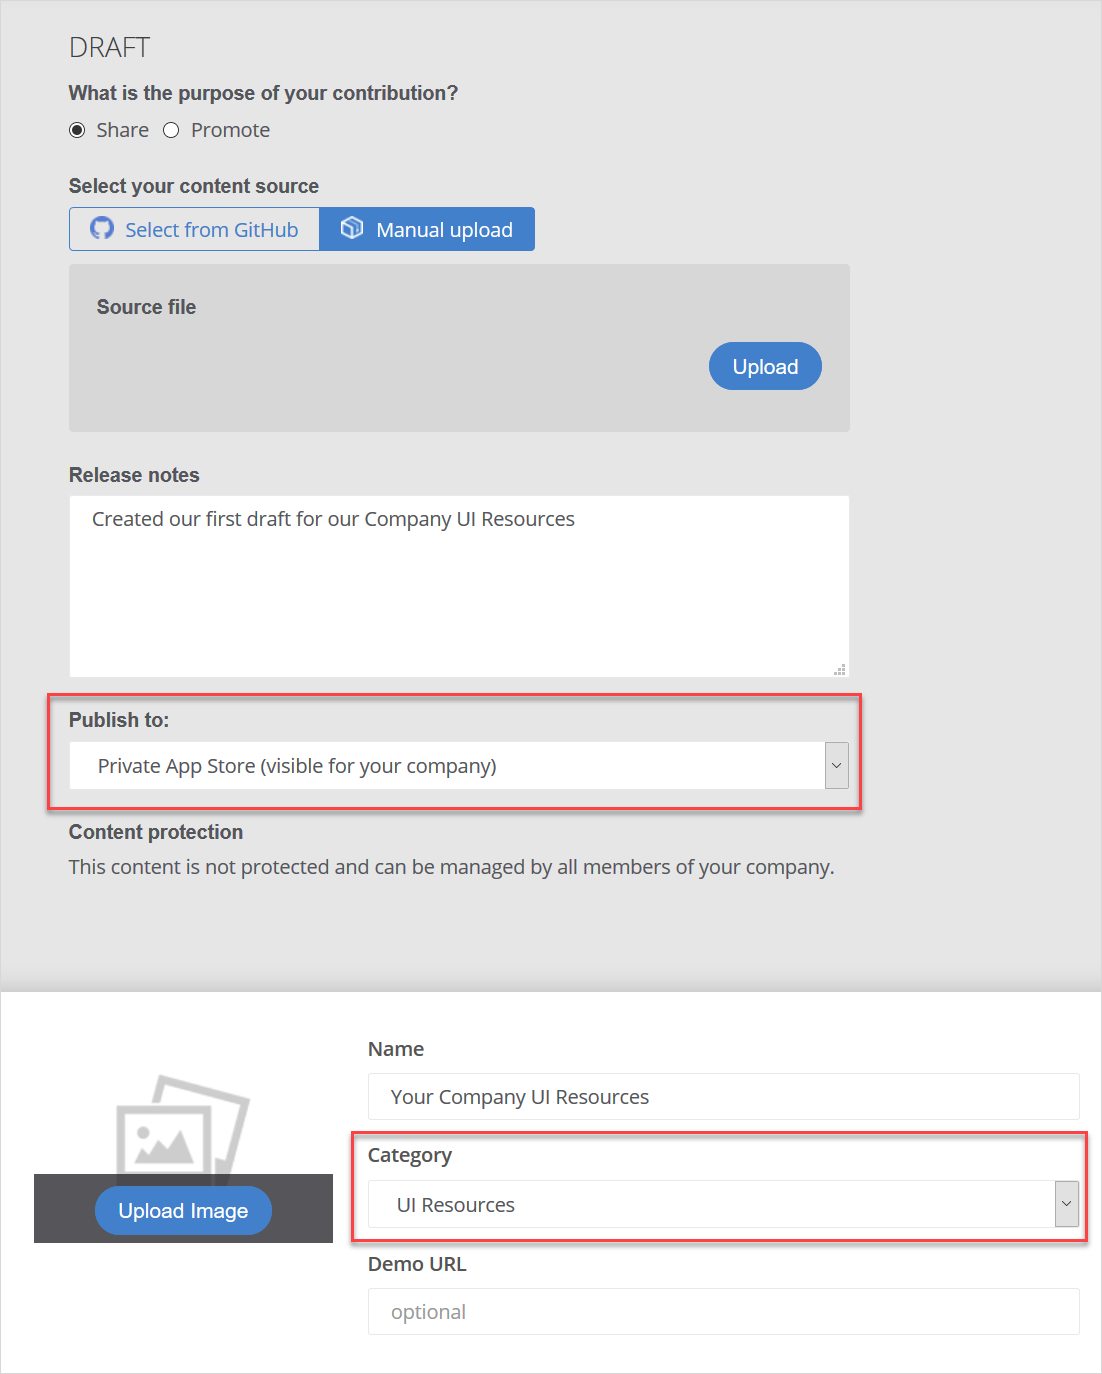 DRAFT
What is the purpose of your contribution?
Share Promote
Select your content source
Select from GitHub Manual upload
Source file
Upload
Release notes
Created our first draft for our Company UI Resources
Publish to:
Private App Store (visible for your company)
Content protection
This content is not protected and can be managed by all members of your company.
Name
Your Company UI Resources
Category
UI Resources
Upload Image
Demo URL
optional